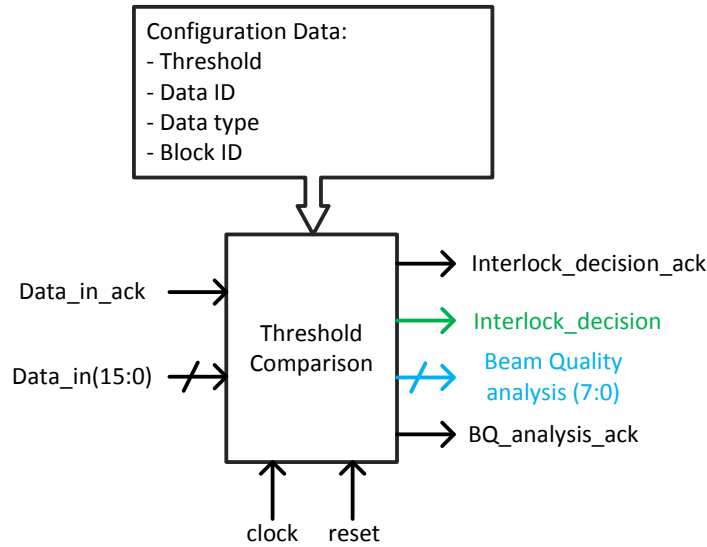 Configuration Data:
- Threshold
- Data ID
- Data type
- Block ID
Data_in_ack
Data_in(15:0)
Threshold
Comparison
Interlock_decision_ack
Interlock_decision
Beam Quality
analysis (7:0)
BQ_analysis_ack
clock
reset